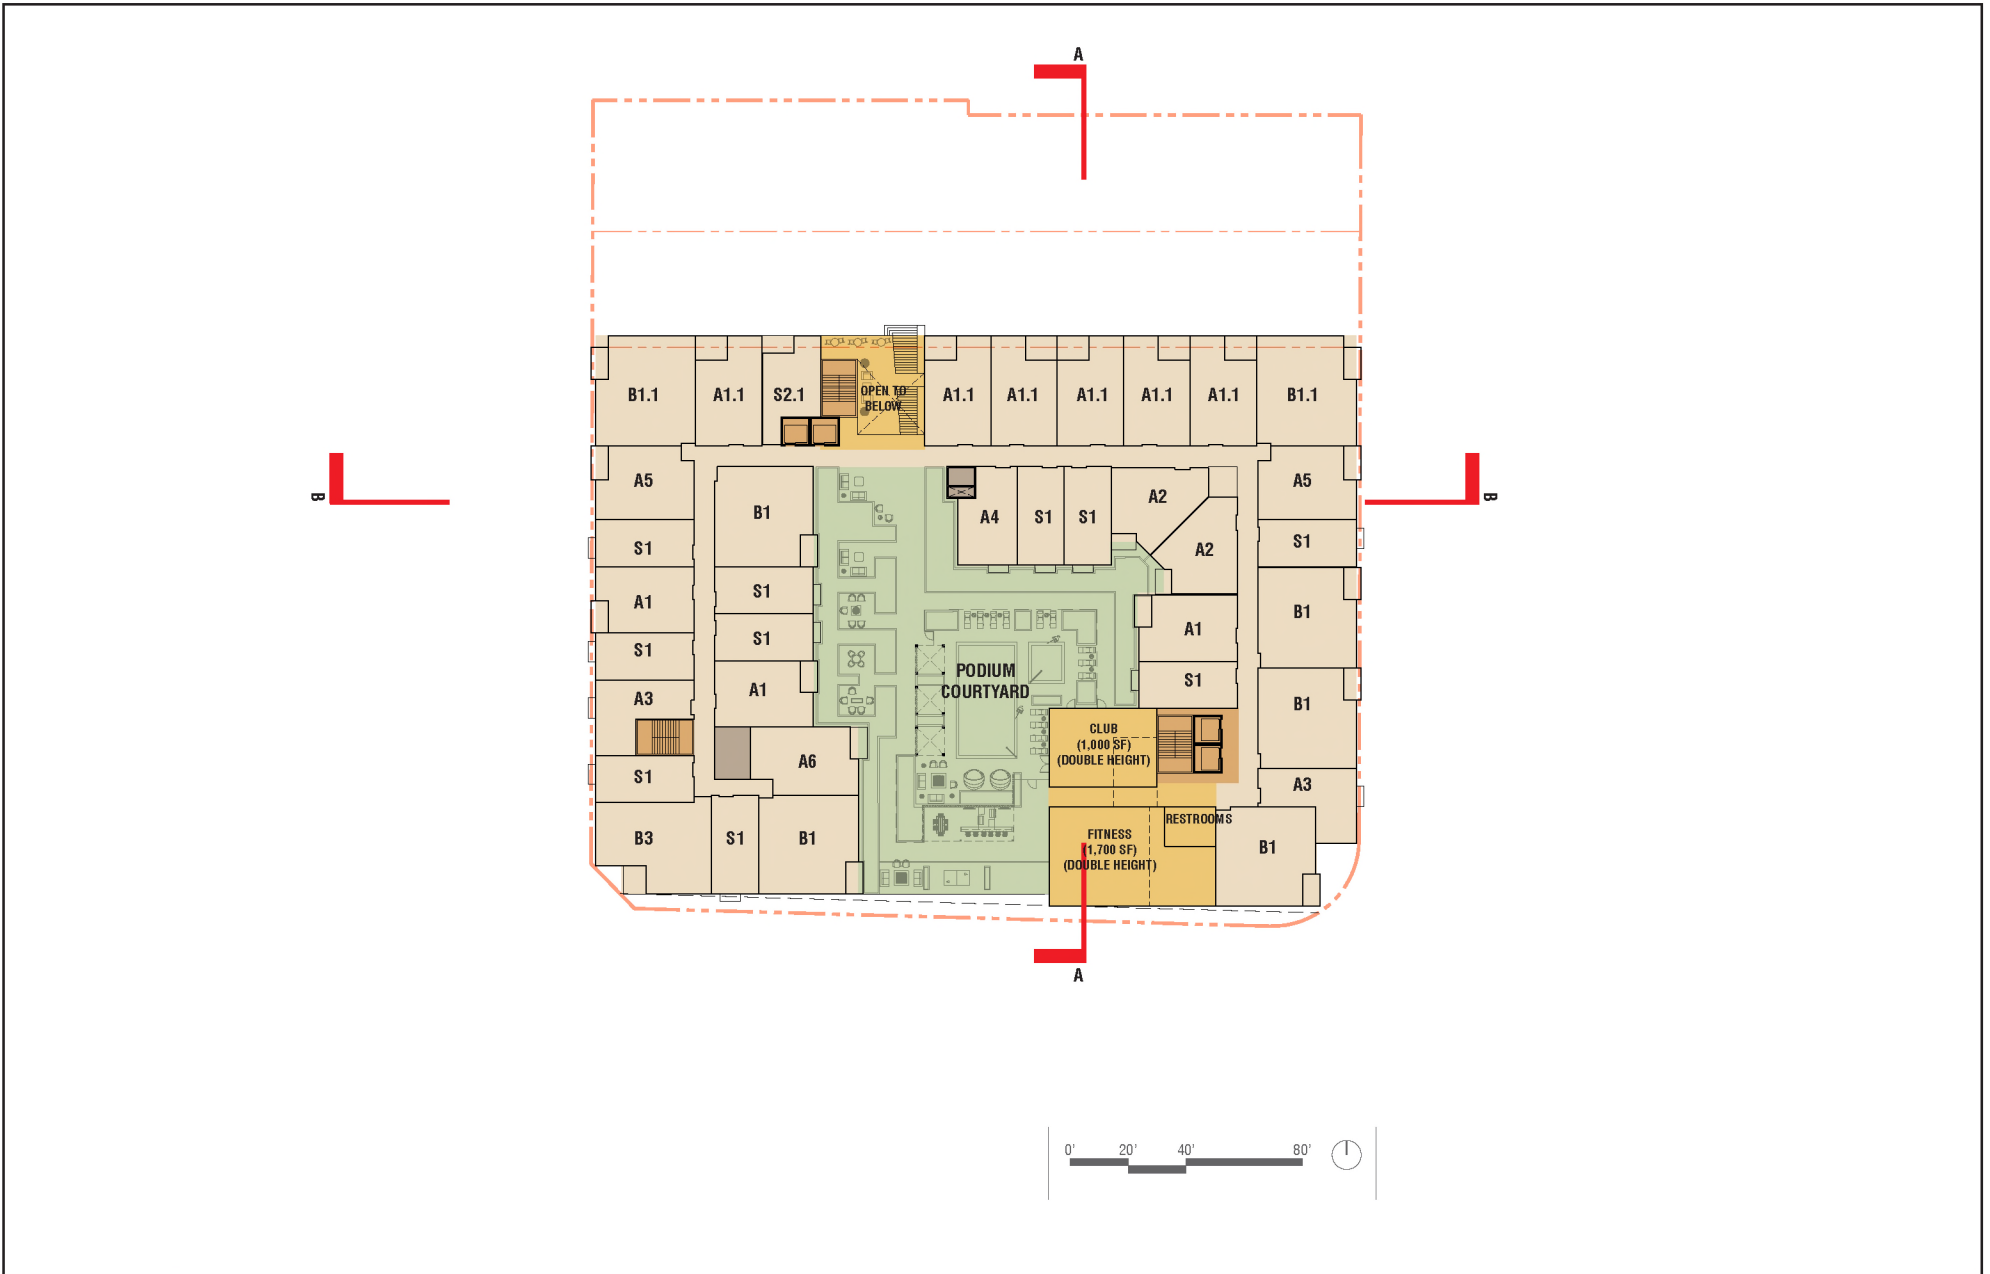 A
B1.1
A1.1
S2.1
OPEN TO
BELOW
A1.1
A1.1
A1.1
A1.1
A1.1
B1.1
A5
A5
B
B
B1
A4
S1
S1
A2
A2
S1
S1
A1
S1
B1
A1
S1
S1
A1
S1
A3
A1
S1
B1
PODIUM
COURTYARD
CLUB
(1,000 SF)
(DOUBLE HEIGHT)
A6
S1
A3
RESTROOMS
FITNESS
(1,700 SF)
(DOUBLE HEIGHT)
B3
S1
B1
B1
A
0' 20' 40' 80'